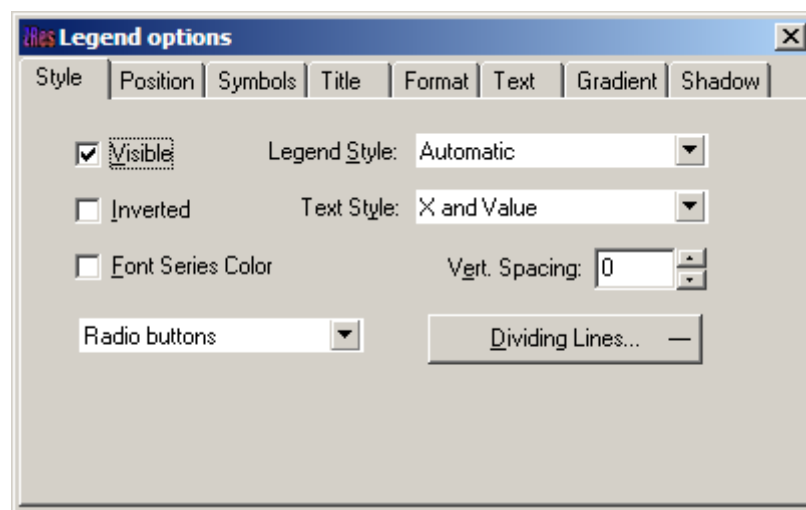 2Res Legend options
Style Position Symbols Title Format Text Gradient Shadow
Visible Legend Style: Automatic
Inverted Text Style: X and Value
Font Series Color Vert. Spacing: 0
Radio buttons Dividing Lines...